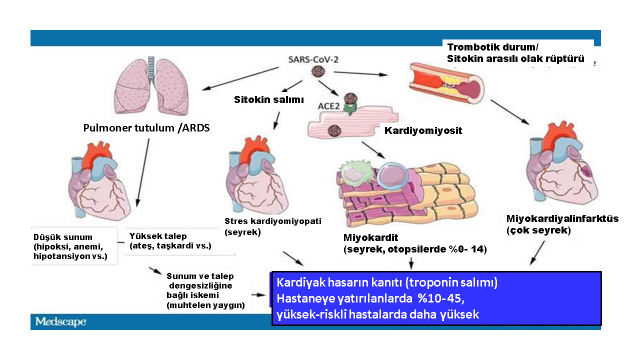 Trombotik durum/
Sitokin arasılı olak rüptürü
SARS-CoV-2
Sitokin salımı
ACE2
Kardiyomiyosit
Pulmoner tutulum /ARDS
Düşük sunum
(hipoksi, anemi,
hipotansiyon vs.)
Yüksek talep
(ateş, taşkardi vs.)
Stres kardiyomiyopati
(seyrek)
Miyokardit
(seyrek, otopsilerde %0- 14)
Miyokardiyalinfarktüs
(çok seyrek)
Sunum ve talep
dengesizliğine
bağlı iskemi
(muhtelen yaygın)
Kardiyak hasarın kanıtı (troponin salımı)
Hastaneye yatırılanlarda %10-45,
yüksek-riskli hastalarda daha yüksek
Medscape